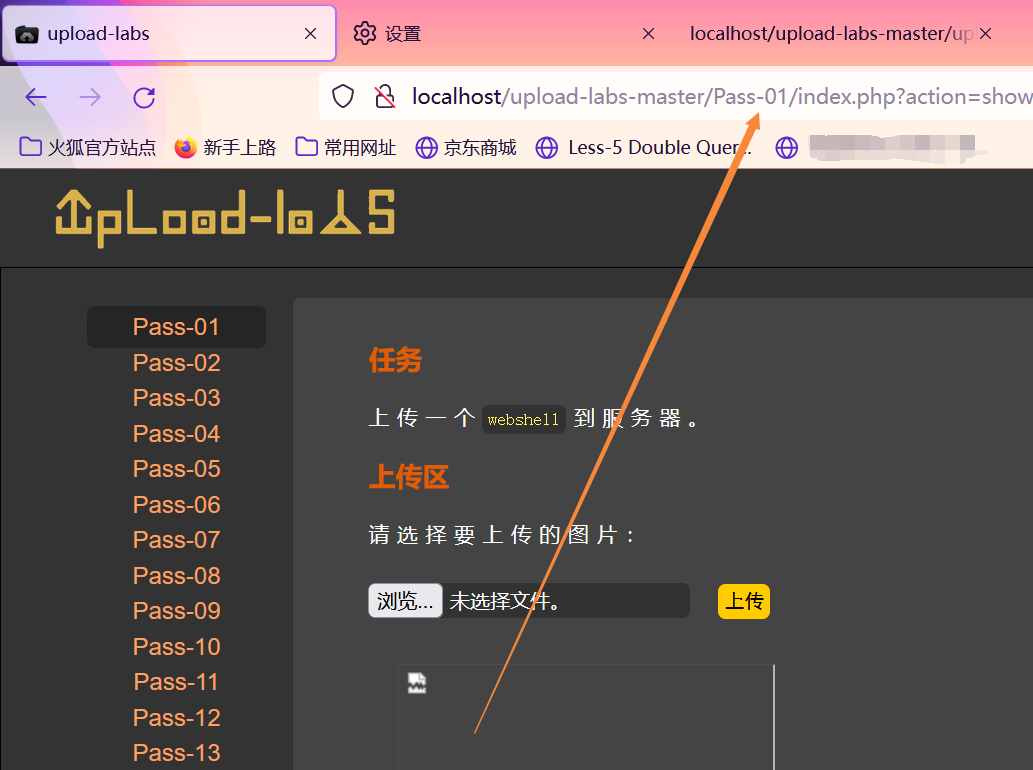 upload-labs
设置
localhost/upload-labs-master/up
localhost/upload-labs-master/Pass-01/index.php?action=show
火狐官方站点
新手上路
常用网址
京东商城
Less-5 Double Quer...
UpLoad-labs
Pass-01
Pass-02
Pass-03
Pass-04
Pass-05
Pass-06
Pass-07
Pass-08
Pass-09
Pass-10
Pass-11
Pass-12
Pass-13
任务
上传一个 webshell 到服务器。
上传区
请选择要上传的图片：
浏览... 未选择文件。
上传